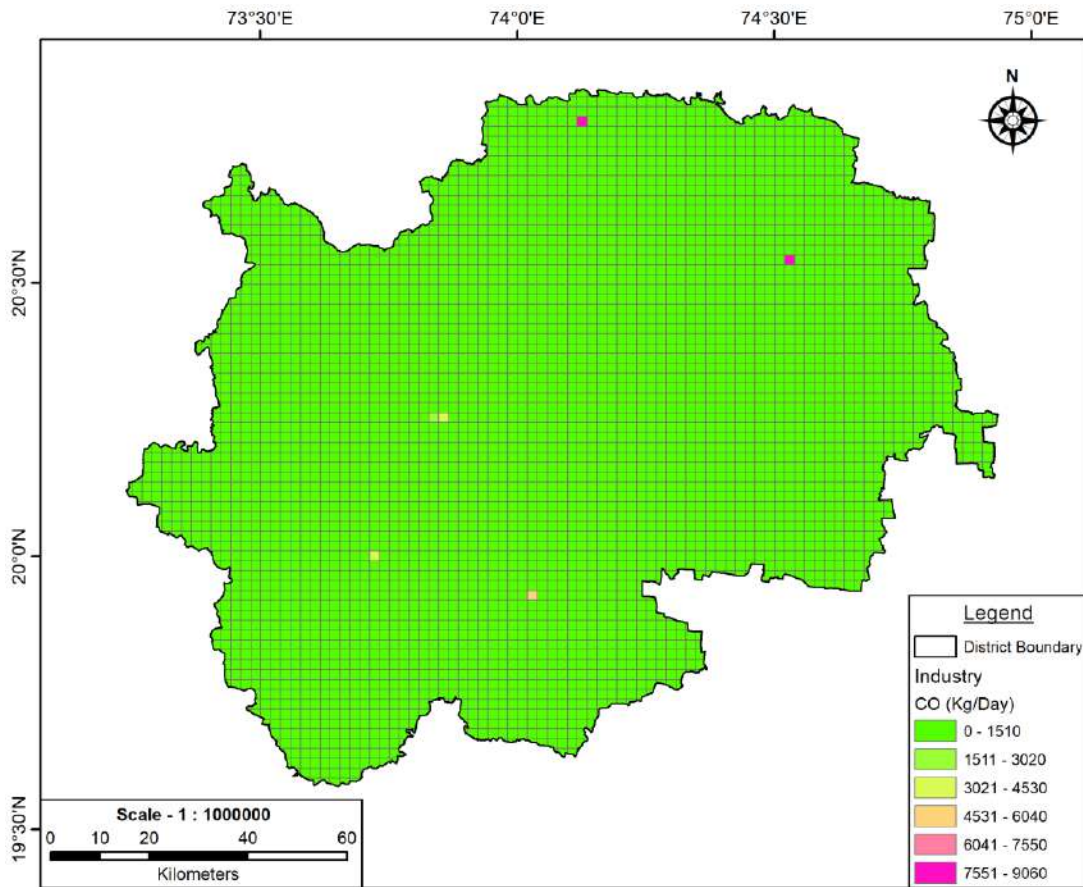 73°30'E 74°0'E 74°30'E 75°0'E
N
20°30'N
20°0'N
19°30'N
Legend
District Boundary
Industry
CO (Kg/Day)
0 - 1510
1511 - 3020
3021 - 4530
4531 - 6040
6041 - 7550
7551 - 9060
Scale - 1 : 1000000
0 10 20 40 60
Kilometers